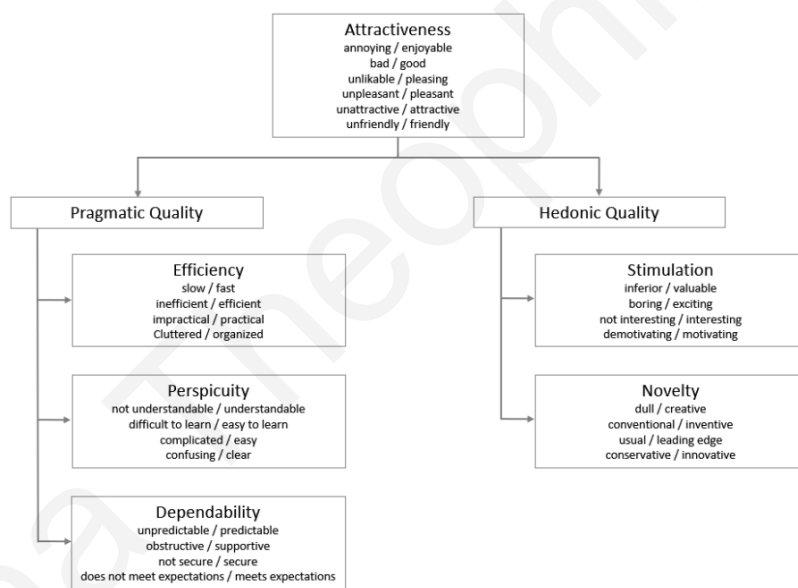 Attractiveness
annoying / enjoyable
bad / good
unlikable / pleasing
unpleasant / pleasant
unattractive / attractive
unfriendly / friendly
Pragmatic Quality
Hedonic Quality
Efficiency
slow / fast
inefficient / efficient
impractical / practical
Cluttered / organized
Stimulation
inferior / valuable
boring / exciting
not interesting / interesting
demotivating / motivating
Perspicuity
not understandable / understandable
difficult to learn / easy to learn
complicated / easy
confusing / clear
Novelty
dull / creative
conventional / inventive
usual / leading edge
conservative / innovative
Dependability
unpredictable / predictable
obstructive / supportive
not secure / secure
does not meet expectations / meets expectations